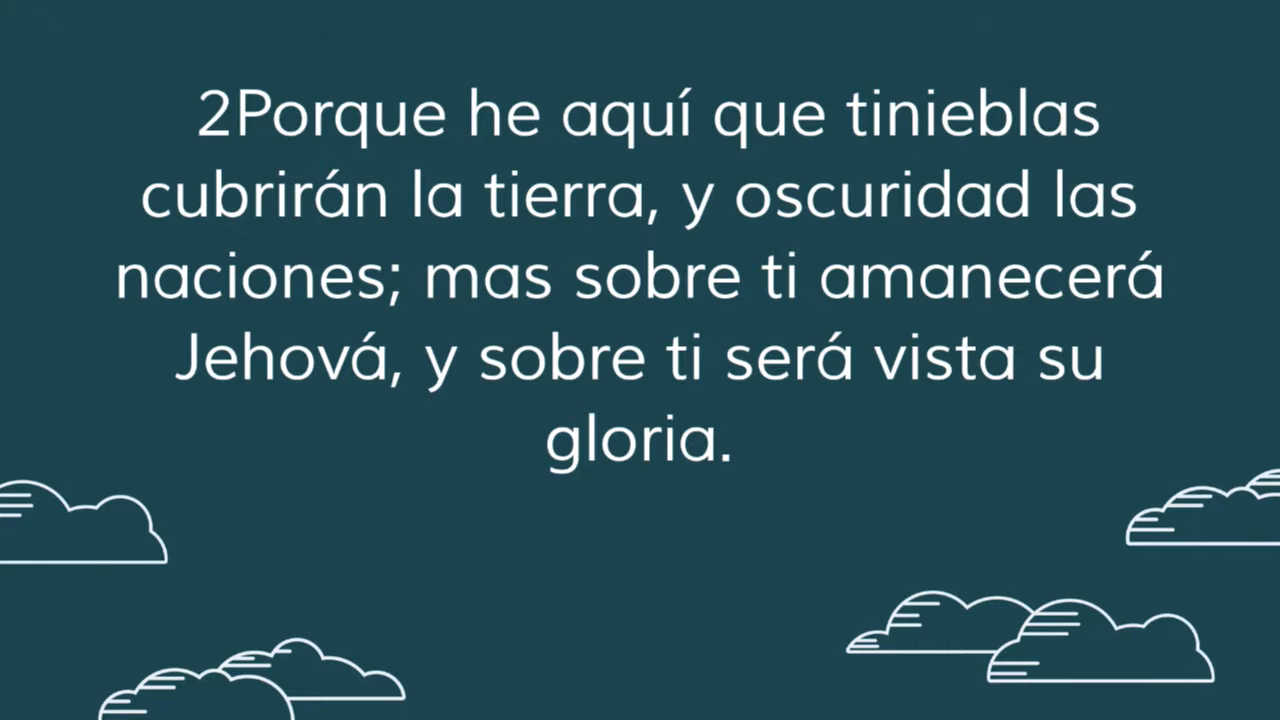 2Porque he aquí que tinieblas
cubrirán la tierra, y oscuridad las
naciones; mas sobre ti amanecerá
Jehová, y sobre ti será vista su
gloria.